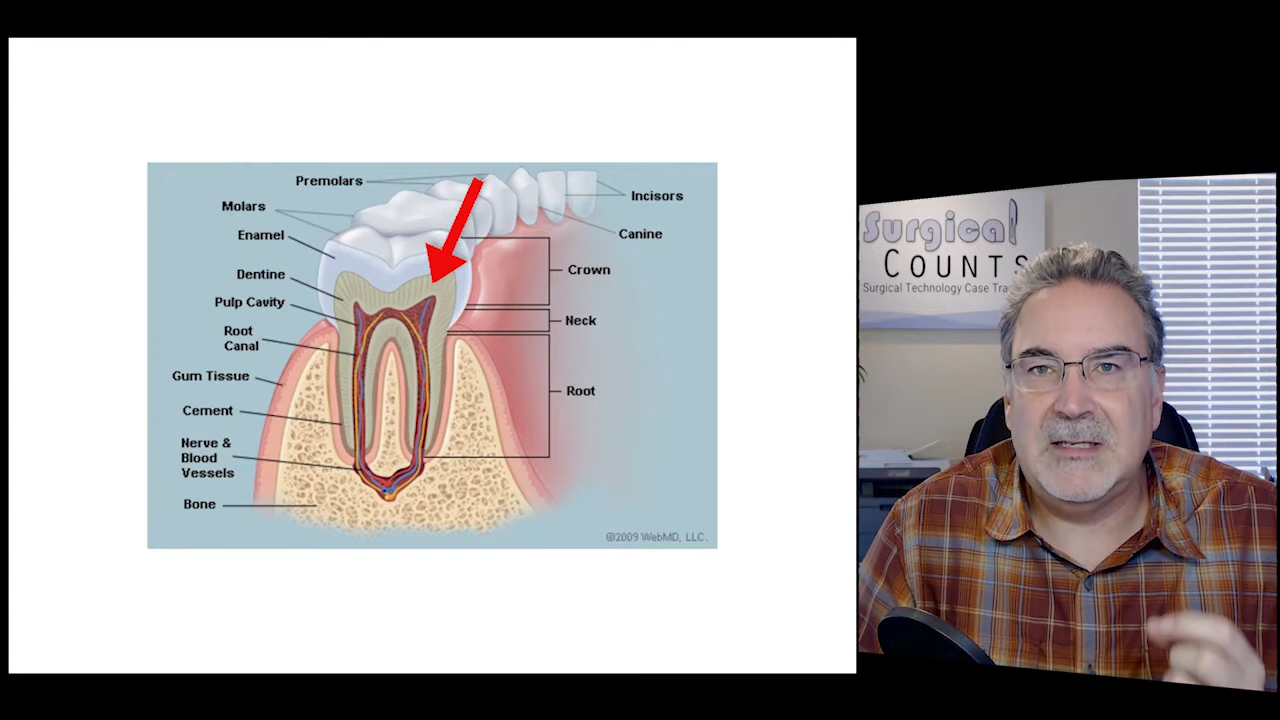 Premolars
Incisors
Molars
Canine
Enamel
Crown
Dentine
Pulp Cavity
Neck
Root
Canal
Gum Tissue
Root
Cement
Nerve &
Blood
Vessels
Bone
©2009 WebMD, LLC.
Surgical
COUNTS
Surgical Technology Case